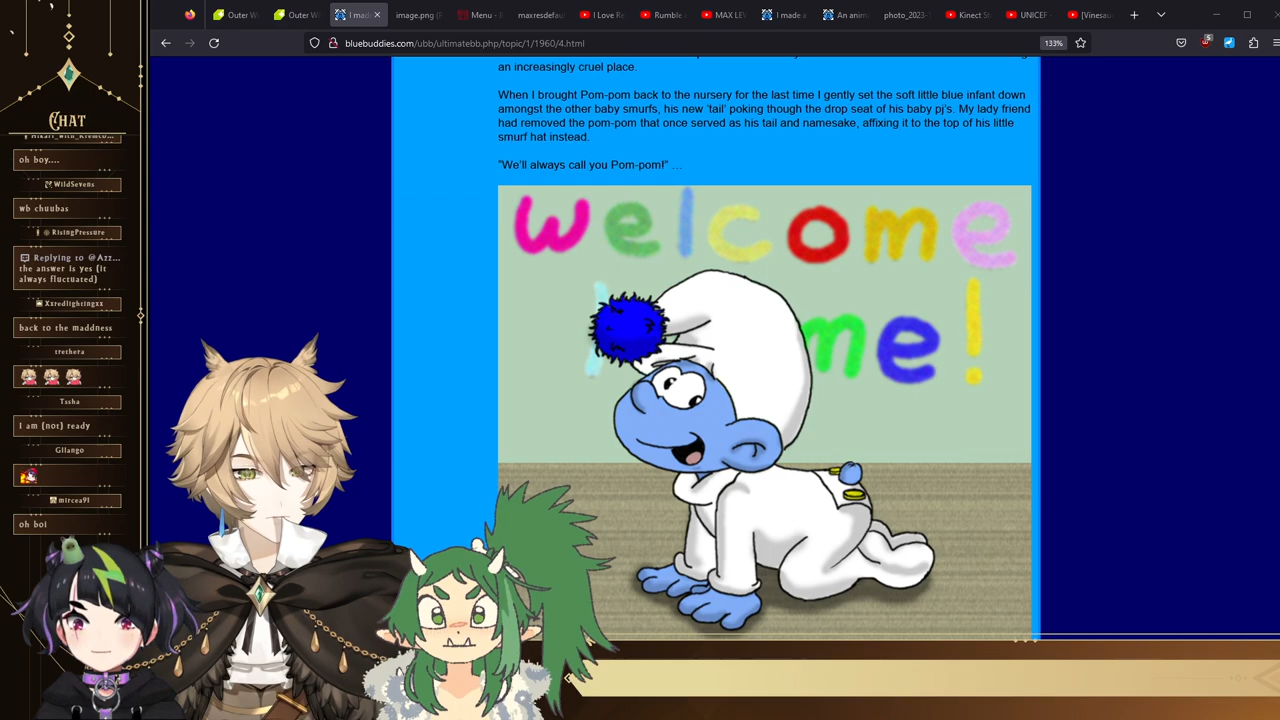 Outer W
Outer W
I mad
image.png (F
Menu - I
maxresdefau
I Love Re
Rumble -
MAX LEV
I made a
An anim
photo_2023-1
Kinect S
UNICEF -
[Vinesau
bluebuddies.com/ubb/ultimatebb.php/topic/1/1960/4.html
133%
5
Chat
oh boy....
WildSevens
wb chuubas
RisingPressure
Replying to @Azz...
the answer is yes (it
always fluctuated)
Xxredlightingxx
back to the maddness
trethera
Tssha
I am (not) ready
Gllango
mircea91
oh boi
an increasingly cruel place.
When I brought Pom-pom back to the nursery for the last time I gently set the soft little blue infant down
amongst the other baby smurfs, his new 'tail' poking though the drop seat of his baby pj's. My lady friend
had removed the pom-pom that once served as his tail and namesake, affixing it to the top of his little
smurf hat instead.
"We'll always call you Pom-pom!" ...
welcome
me!